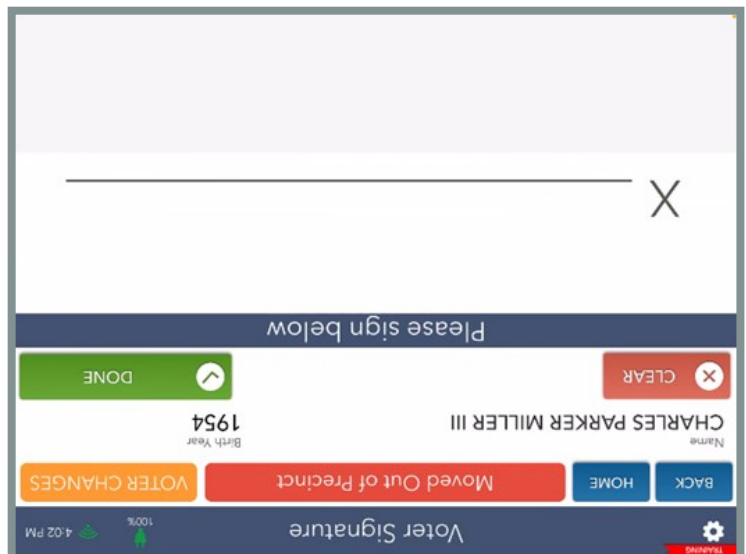 TRAINING
Voter Signature
100%
4:02 PM
BACK
HOME
Moved Out of Precinct
VOTER CHANGES
Name
CHARLES PARKER MILLER III
Birth Year
1954
CLEAR
DONE
Please sign below
X